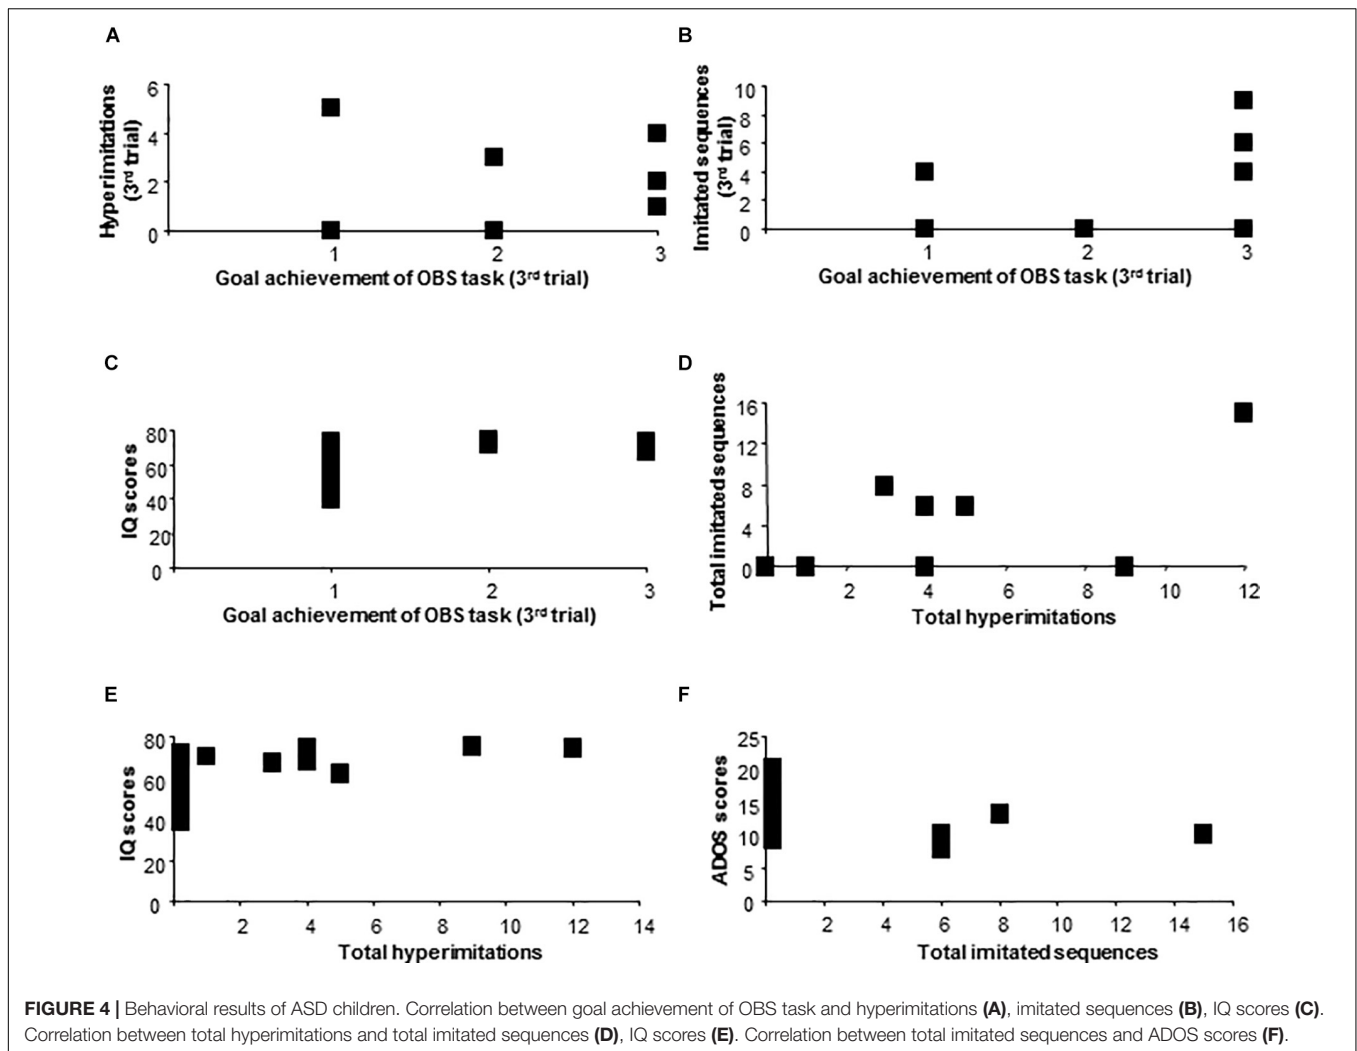 A
Hyperimitations
(3rd trial)
6
4
2
0
1
2
3
Goal achievement of OBS task (3rd trial)
B
Imitated sequences
(3rd trial)
10
8
6
4
2
0
1
2
3
Goal achievement of OBS task (3rd trial)
C
IQ scores
80
60
40
20
0
1
2
3
Goal achievement of OBS task (3rd trial)
D
Total imitated sequences
16
12
8
4
0
2
4
6
8
10
12
Total hyperimitations
E
IQ scores
80
60
40
20
0
2
4
6
8
10
12
14
Total hyperimitations
F
ADOS scores
25
20
15
10
5
0
2
4
6
8
10
12
14
16
Total imitated sequences
FIGURE 4 | Behavioral results of ASD children. Correlation between goal achievement of OBS task and hyperimitations (A), imitated sequences (B), IQ scores (C).
Correlation between total hyperimitations and total imitated sequences (D), IQ scores (E). Correlation between total imitated sequences and ADOS scores (F).